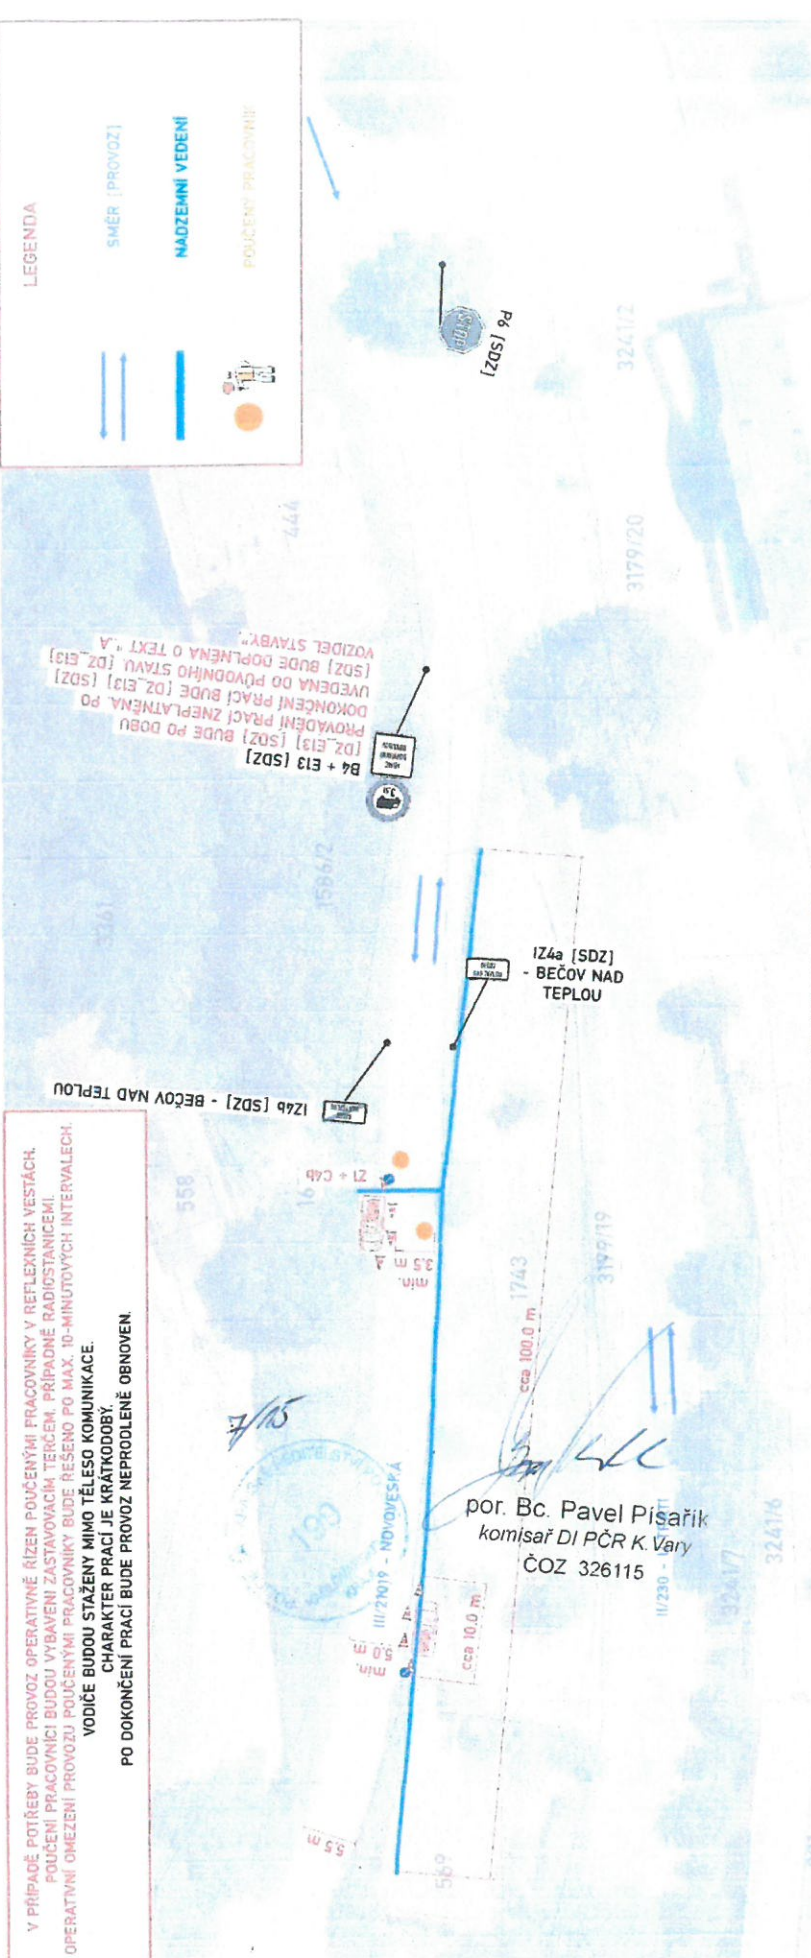 LEGENDA
SMĚR [PROVOZ]
NADZEMNÍ VEDENÍ
POUČENÝ PRACOVNÍK
P6 [SDZ]
STOP
3241/2
444
3179/20
B4 + E13 [SDZ]
[DZ_E13] [SDZ] BUDE PO DOBU
PROVÁDĚNÍ PRACÍ ZNEPLATNĚNA. PO
DOKONČENÍ PRACÍ BUDE [DZ_E13] [SDZ]
UVEDENA DO PŮVODNÍHO STAVU. [DZ_E13]
[SDZ] BUDE DOPLNĚNA O TEXT "..A
VOZIDEL STAVBY".
3361
1586/2
IZ4a [SDZ]
- BEČOV NAD
TEPLOU
IZ4b [SDZ] - BEČOV NAD TEPLOU
Z1 + C4b
min.
3.5 m
558
1743
3199/19
cca 100.0 m
V PŘÍPADĚ POTŘEBY BUDE PROVOZ OPERATIVNĚ ŘÍZEN POUČENÝMI PRACOVNÍKY V REFLEXNÍCH VESTÁCH.
POUČENÍ PRACOVNÍCI BUDOU VYBAVENI ZASTAVOVACÍM TERČEM, PŘÍPADNĚ RADIOSTANICEMI.
OPERATIVNÍ OMEZENÍ PROVOZU POUČENÝMI PRACOVNÍKY BUDE ŘEŠENO PO MAX. 10-MINUTOVÝCH INTERVALECH.
VODIČE BUDOU STAŽENY MIMO TĚLESO KOMUNIKACE.
CHARAKTER PRACÍ JE KRÁTKODOBÝ.
PO DOKONČENÍ PRACÍ BUDE PROVOZ NEPRODLENĚ OBNOVEN.
190
III/21019 - NOVOVESKÁ
por. Bc. Pavel Písařík
komisař DI PČR K. Vary
ČOZ 326115
II/230 -
3241/7
3241/6
min.
5.0 m
cca 10.0 m
5.5 m
569